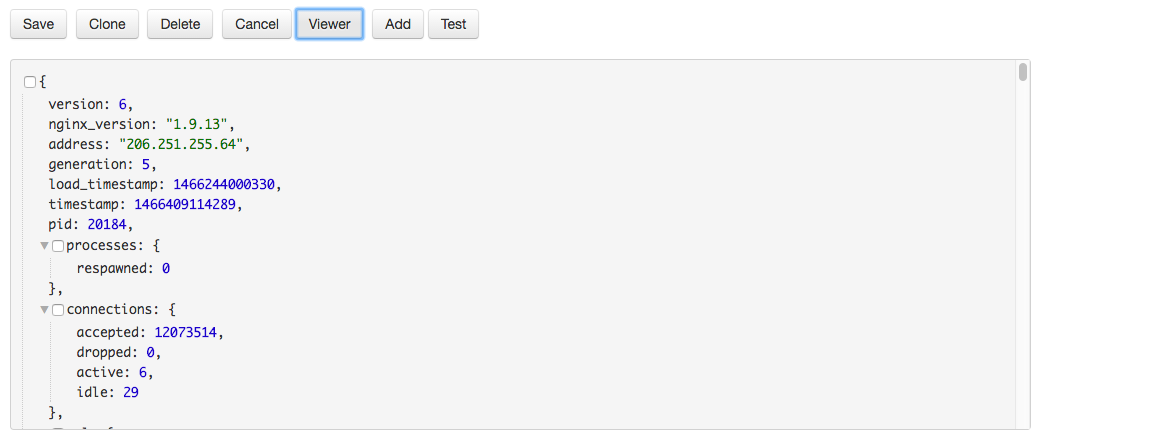 Save Clone Delete Cancel Viewer Add Test
{
version: 6,
nginx_version: "1.9.13",
address: "206.251.255.64",
generation: 5,
load_timestamp: 1466244000330,
timestamp: 1466409114289,
pid: 20184,
processes: {
respawned: 0
},
connections: {
accepted: 12073514,
dropped: 0,
active: 6,
idle: 29
},